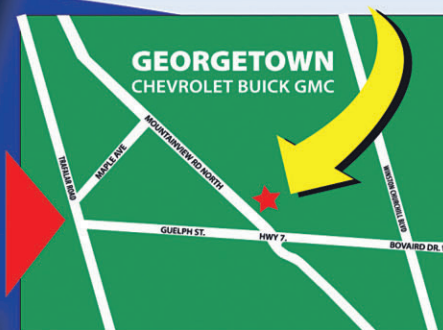 GEORGETOWN
CHEVROLET BUICK GMC
TRAFALAR ROAD
MAPLE AVE
MOUNTAINVIEW RD NORTH
WINSTON CHURCHILL BLVD
GUELPH ST.
HWY 7.
BOVAIRD DR.